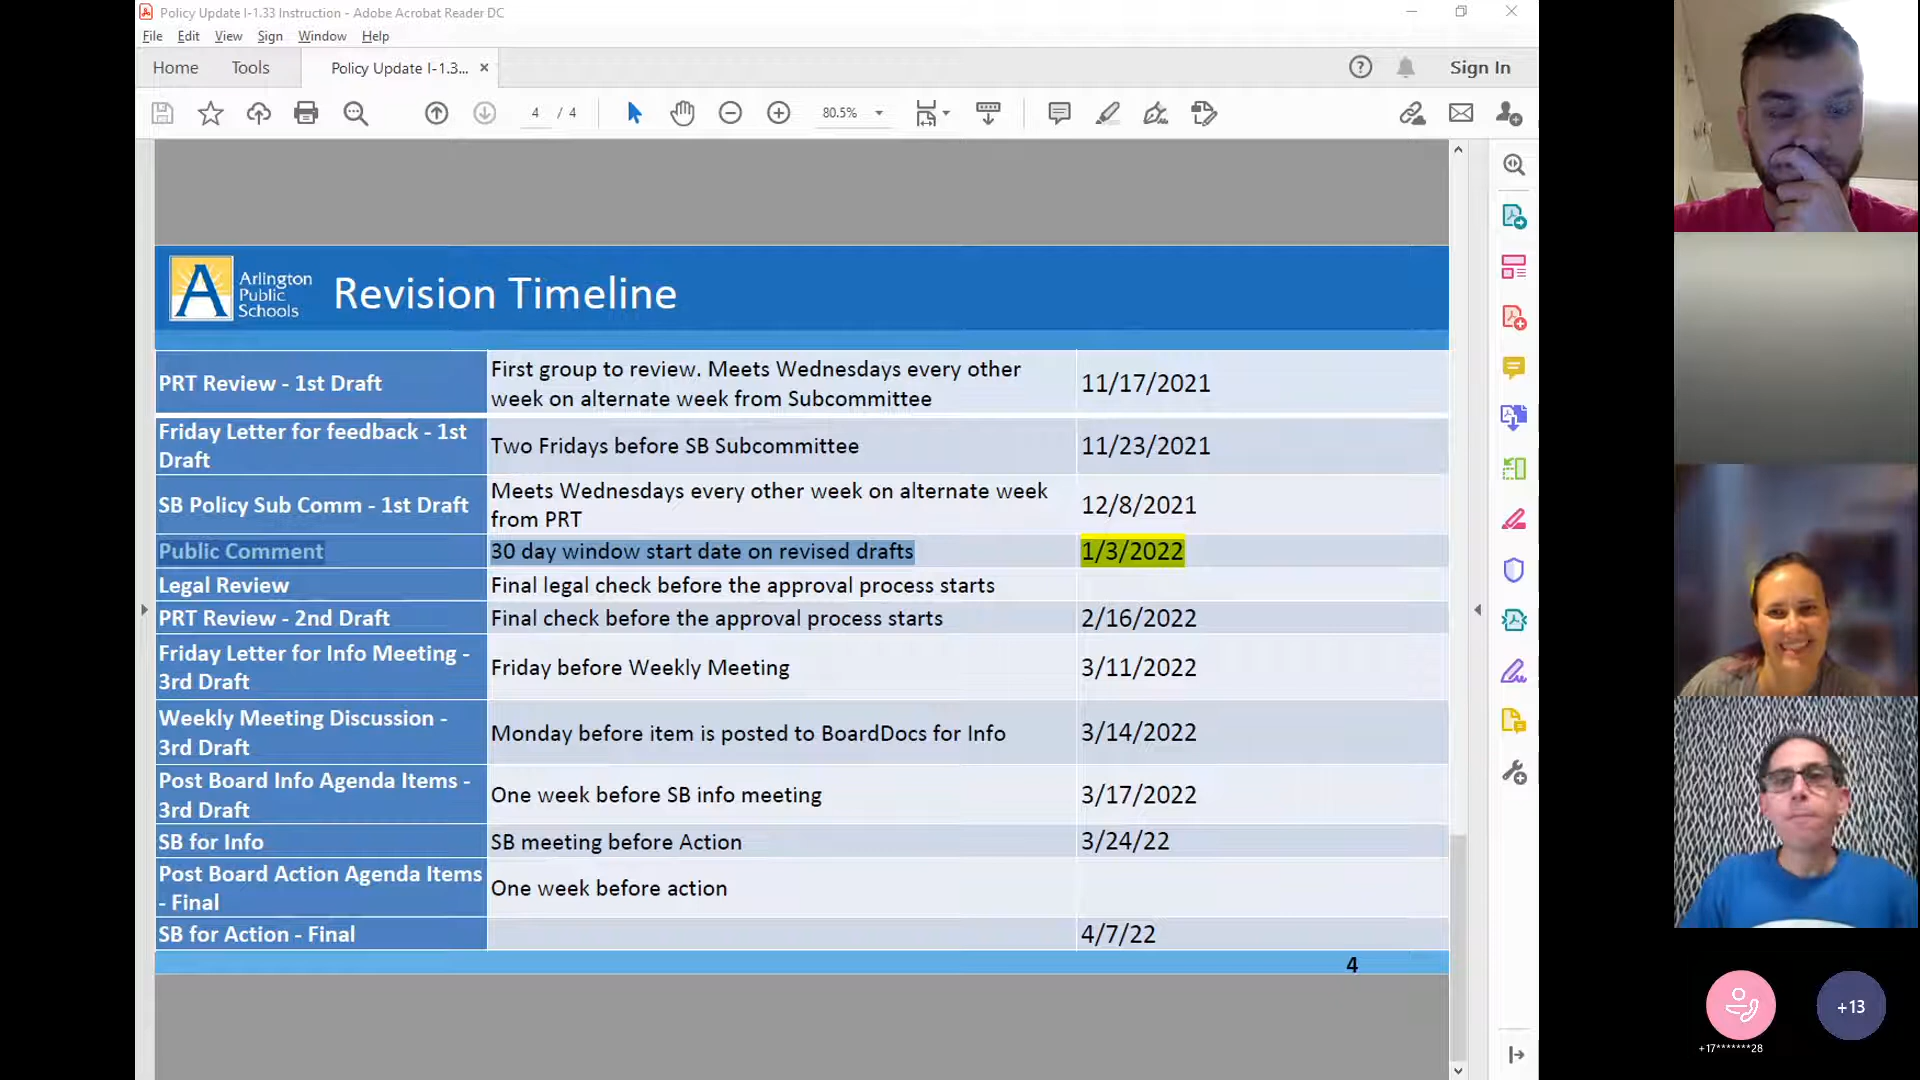 Policy Update I-1.33 Instruction - Adobe Acrobat Reader DC
File Edit View Sign Window Help
Home Tools Policy Update I-1.3... × Sign In
4 / 4 80.5%
Arlington
Public
Schools
Revision Timeline
PRT Review - 1st Draft
First group to review. Meets Wednesdays every other
week on alternate week from Subcommittee
11/17/2021
Friday Letter for feedback - 1st
Draft
Two Fridays before SB Subcommittee
11/23/2021
SB Policy Sub Comm - 1st Draft
Meets Wednesdays every other week on alternate week
from PRT
12/8/2021
Public Comment
30 day window start date on revised drafts
1/3/2022
Legal Review
Final legal check before the approval process starts
PRT Review - 2nd Draft
Final check before the approval process starts
2/16/2022
Friday Letter for Info Meeting -
3rd Draft
Friday before Weekly Meeting
3/11/2022
Weekly Meeting Discussion -
3rd Draft
Monday before item is posted to BoardDocs for Info
3/14/2022
Post Board Info Agenda Items -
3rd Draft
One week before SB info meeting
3/17/2022
SB for Info
SB meeting before Action
3/24/22
Post Board Action Agenda Items
- Final
One week before action
SB for Action - Final
4/7/22
4
+13
+17*******28